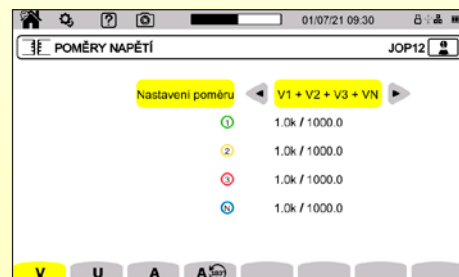 01/07/21 09:30
POMĚRY NAPĚTÍ JOP12
Nastavení poměru V1 + V2 + V3 + VN
1 1.0k / 1000.0
2 1.0k / 1000.0
3 1.0k / 1000.0
N 1.0k / 1000.0
V U A A